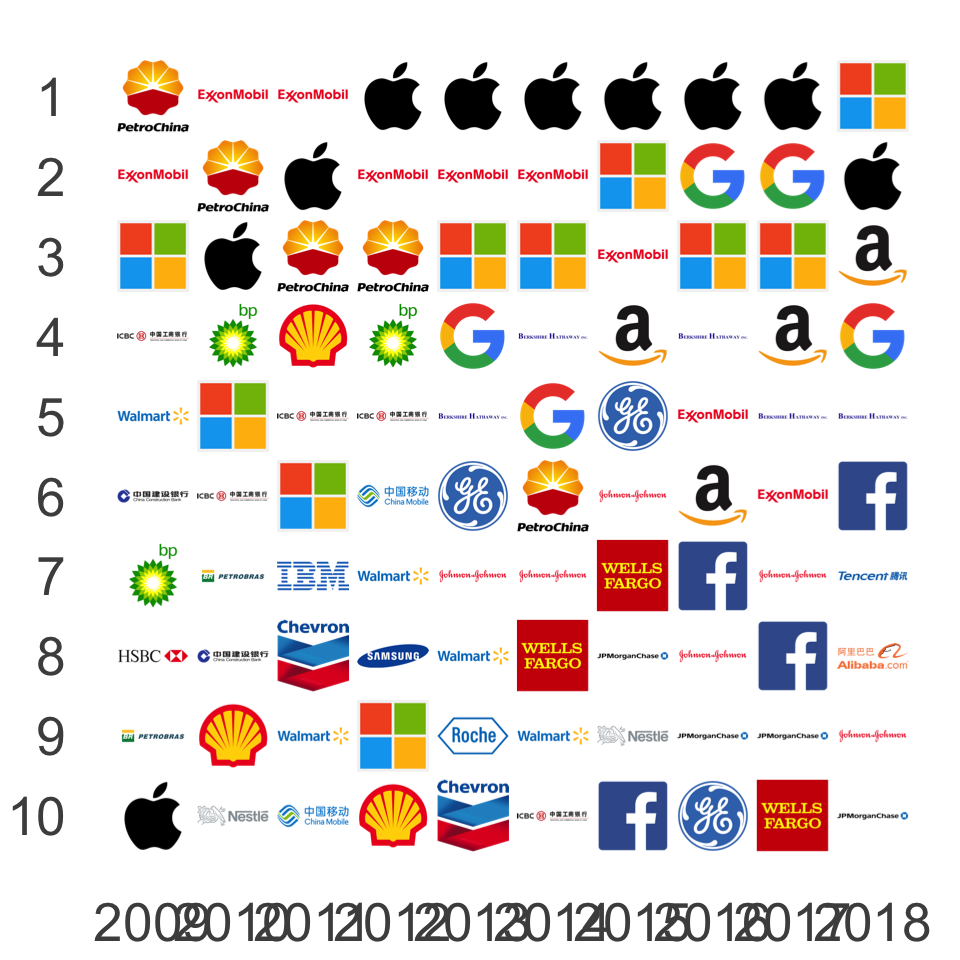 1 ExxonMobil ExxonMobil
PetroChina
2 ExxonMobil ExxonMobil ExxonMobil ExxonMobil
PetroChina
3 ExxonMobil a
PetroChina PetroChina
bp bp
4 ICBC 中国工商银行 G BERKSHIRE HATHAWAY INC. a BERKSHIRE HATHAWAY INC. a G
5 Walmart ICBC 中国工商银行 ICBC 中国工商银行 BERKSHIRE HATHAWAY INC. G GE ExxonMobil BERKSHIRE HATHAWAY INC. BERKSHIRE HATHAWAY INC.
6 中国建设银行 ICBC 中国工商银行 中国移动 GE Johnson & Johnson a ExxonMobil f
China Construction Bank China Mobile
PetroChina
bp
7 BR PETROBRAS IBM Walmart Johnson & Johnson Johnson & Johnson WELLS FARGO f Johnson & Johnson Tencent 腾讯
Chevron
8 HSBC 中国建设银行 SAMSUNG Walmart WELLS FARGO JPMorganChase Johnson & Johnson f 阿里巴巴
China Construction Bank Alibaba.com
9 BR PETROBRAS Walmart Roche Walmart Nestlē JPMorganChase JPMorganChase Johnson & Johnson
Chevron
10 Nestlē 中国移动 ICBC 中国工商银行 f GE WELLS FARGO JPMorganChase
China Mobile
2009 2010 2011 2012 2013 2014 2015 2016 2017 2018